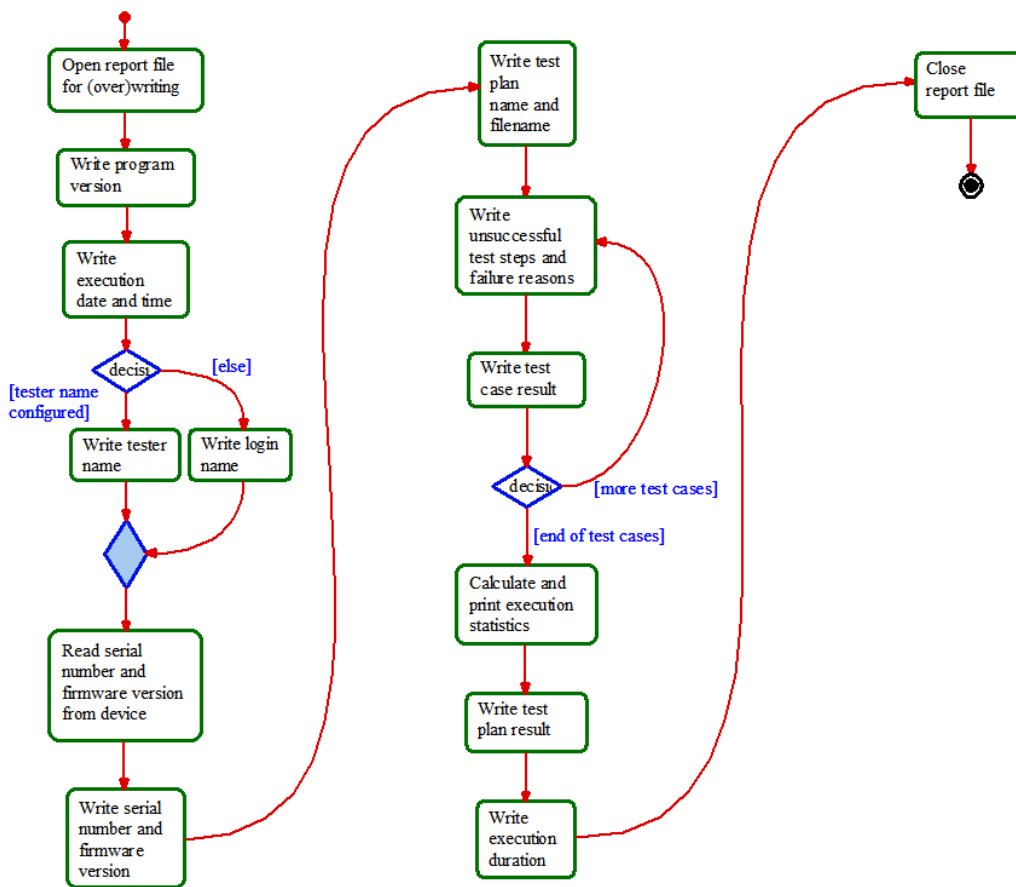 Open report file
for (over)writing
Write program
version
Write
execution
date and time
decisi
[else]
[tester name
configured]
Write tester
name
Write login
name
Read serial
number and
firmware version
from device
Write serial
number and
firmware
version
Write test
plan
name and
filename
Write
unsuccessful
test steps and
failure reasons
Write test
case result
decisi
[more test cases]
[end of test cases]
Calculate and
print execution
statistics
Write test
plan result
Write
execution
duration
Close
report file